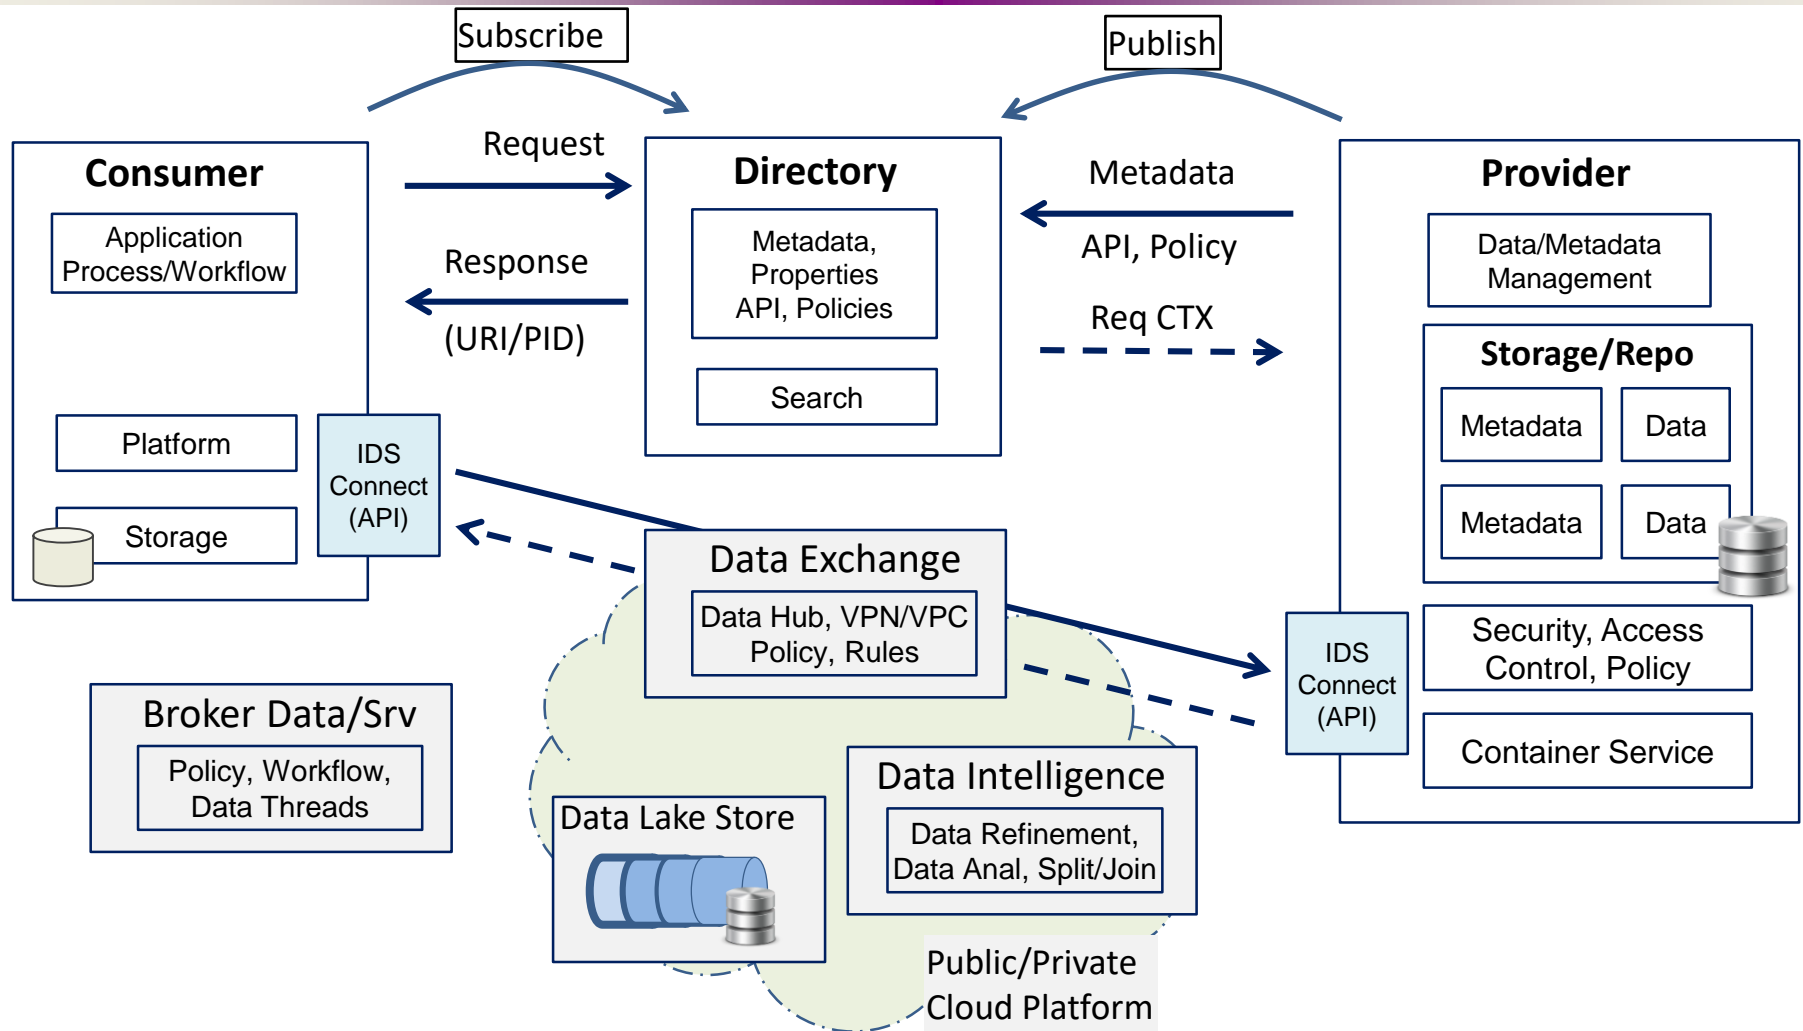 Subscribe
Publish
Consumer
Application
Process/Workflow
Platform
Storage
IDS
Connect
(API)
Request
Response
(URI/PID)
Directory
Metadata,
Properties
API, Policies
Search
Metadata
API, Policy
Req CTX
Provider
Data/Metadata
Management
Storage/Repo
Metadata
Data
Metadata
Data
Security, Access
Control, Policy
Container Service
IDS
Connect
(API)
Data Exchange
Data Hub, VPN/VPC
Policy, Rules
Broker Data/Srv
Policy, Workflow,
Data Threads
Data Lake Store
Data Intelligence
Data Refinement,
Data Anal, Split/Join
Public/Private
Cloud Platform